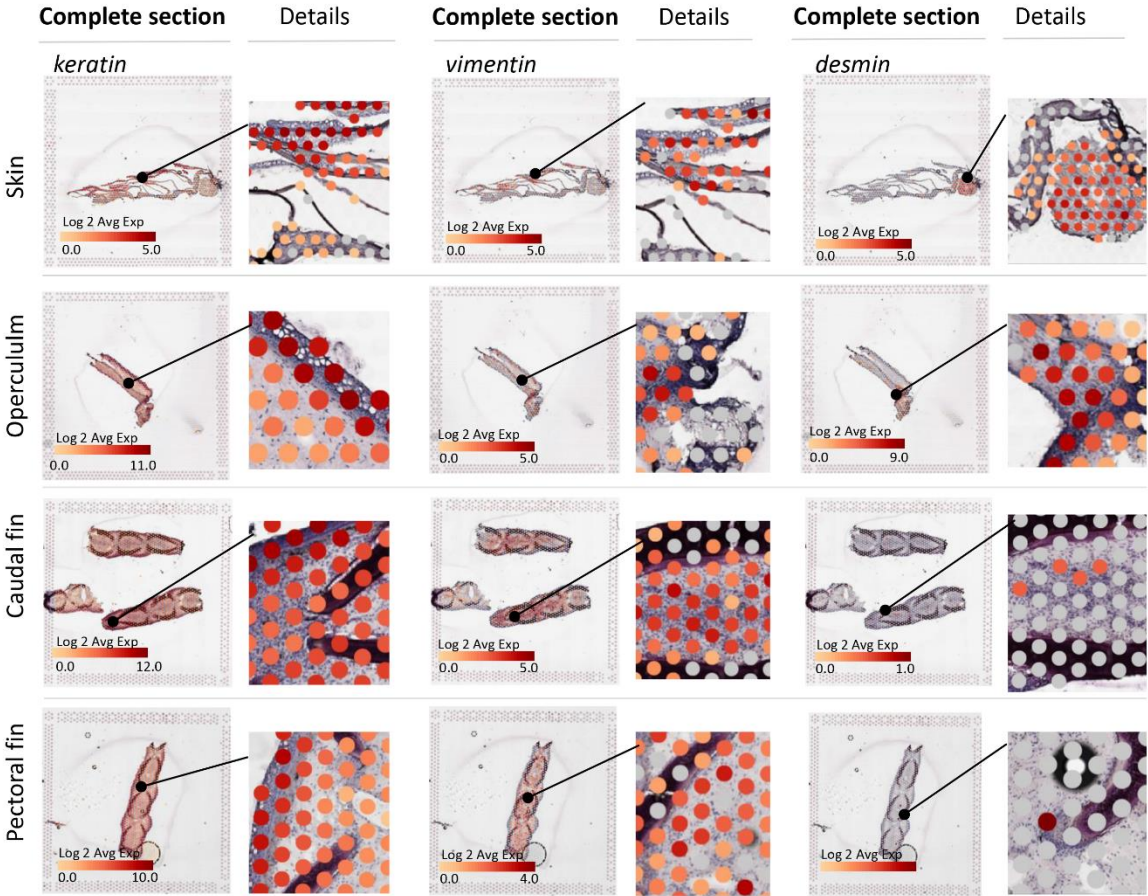 Complete section Details Complete section Details Complete section Details
keratin vimentin desmin
Skin
Log 2 Avg Exp Log 2 Avg Exp Log 2 Avg Exp
0.0 5.0 0.0 5.0 0.0 5.0
Opercululm
Log 2 Avg Exp Log 2 Avg Exp Log 2 Avg Exp
0.0 11.0 0.0 5.0 0.0 9.0
Caudal fin
Log 2 Avg Exp Log 2 Avg Exp Log 2 Avg Exp
0.0 12.0 0.0 5.0 0.0 1.0
Pectoral fin
Log 2 Avg Exp Log 2 Avg Exp Log 2 Avg Exp
0.0 10.0 0.0 4.0